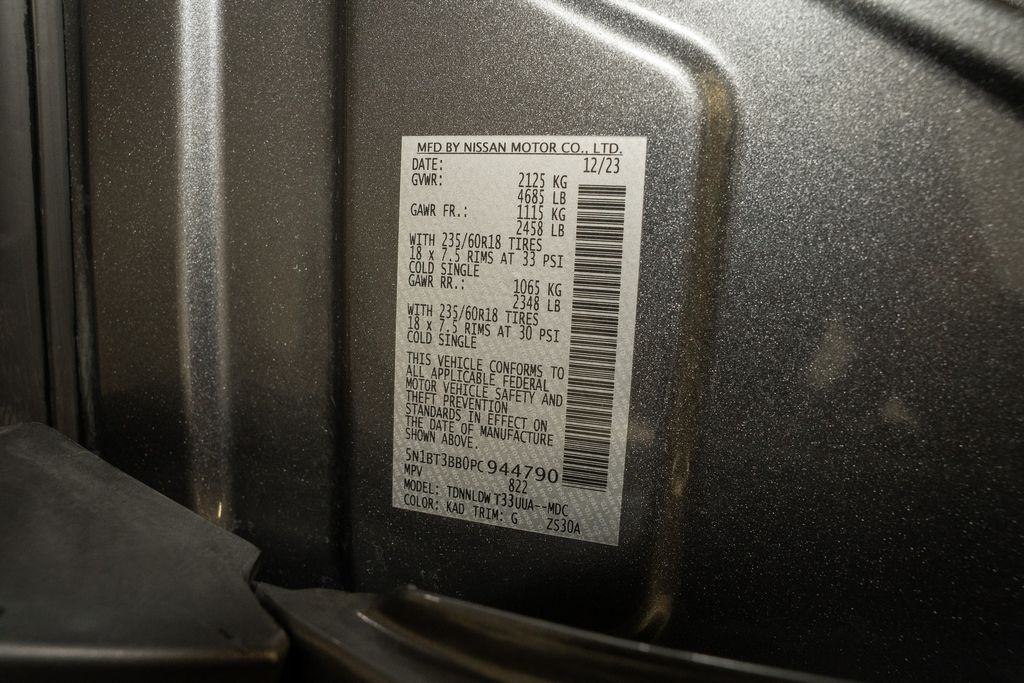 MFD BY NISSAN MOTOR CO., LTD.
DATE: 12/23
GVWR: 2125 KG
4685 LB
GAWR FR.: 1115 KG
2458 LB
WITH 235/60R18 TIRES
18 x 7.5 RIMS AT 33 PSI
COLD SINGLE
GAWR RR.: 1065 KG
2348 LB
WITH 235/60R18 TIRES
18 x 7.5 RIMS AT 30 PSI
COLD SINGLE
THIS VEHICLE CONFORMS TO
ALL APPLICABLE FEDERAL
MOTOR VEHICLE SAFETY AND
THEFT PREVENTION
STANDARDS IN EFFECT ON
THE DATE OF MANUFACTURE
SHOWN ABOVE.
5N1BT3BB0PC944790
MPV 822
MODEL: TDNNLDWT33UUA--MDC
COLOR: KAD TRIM: G ZS30A